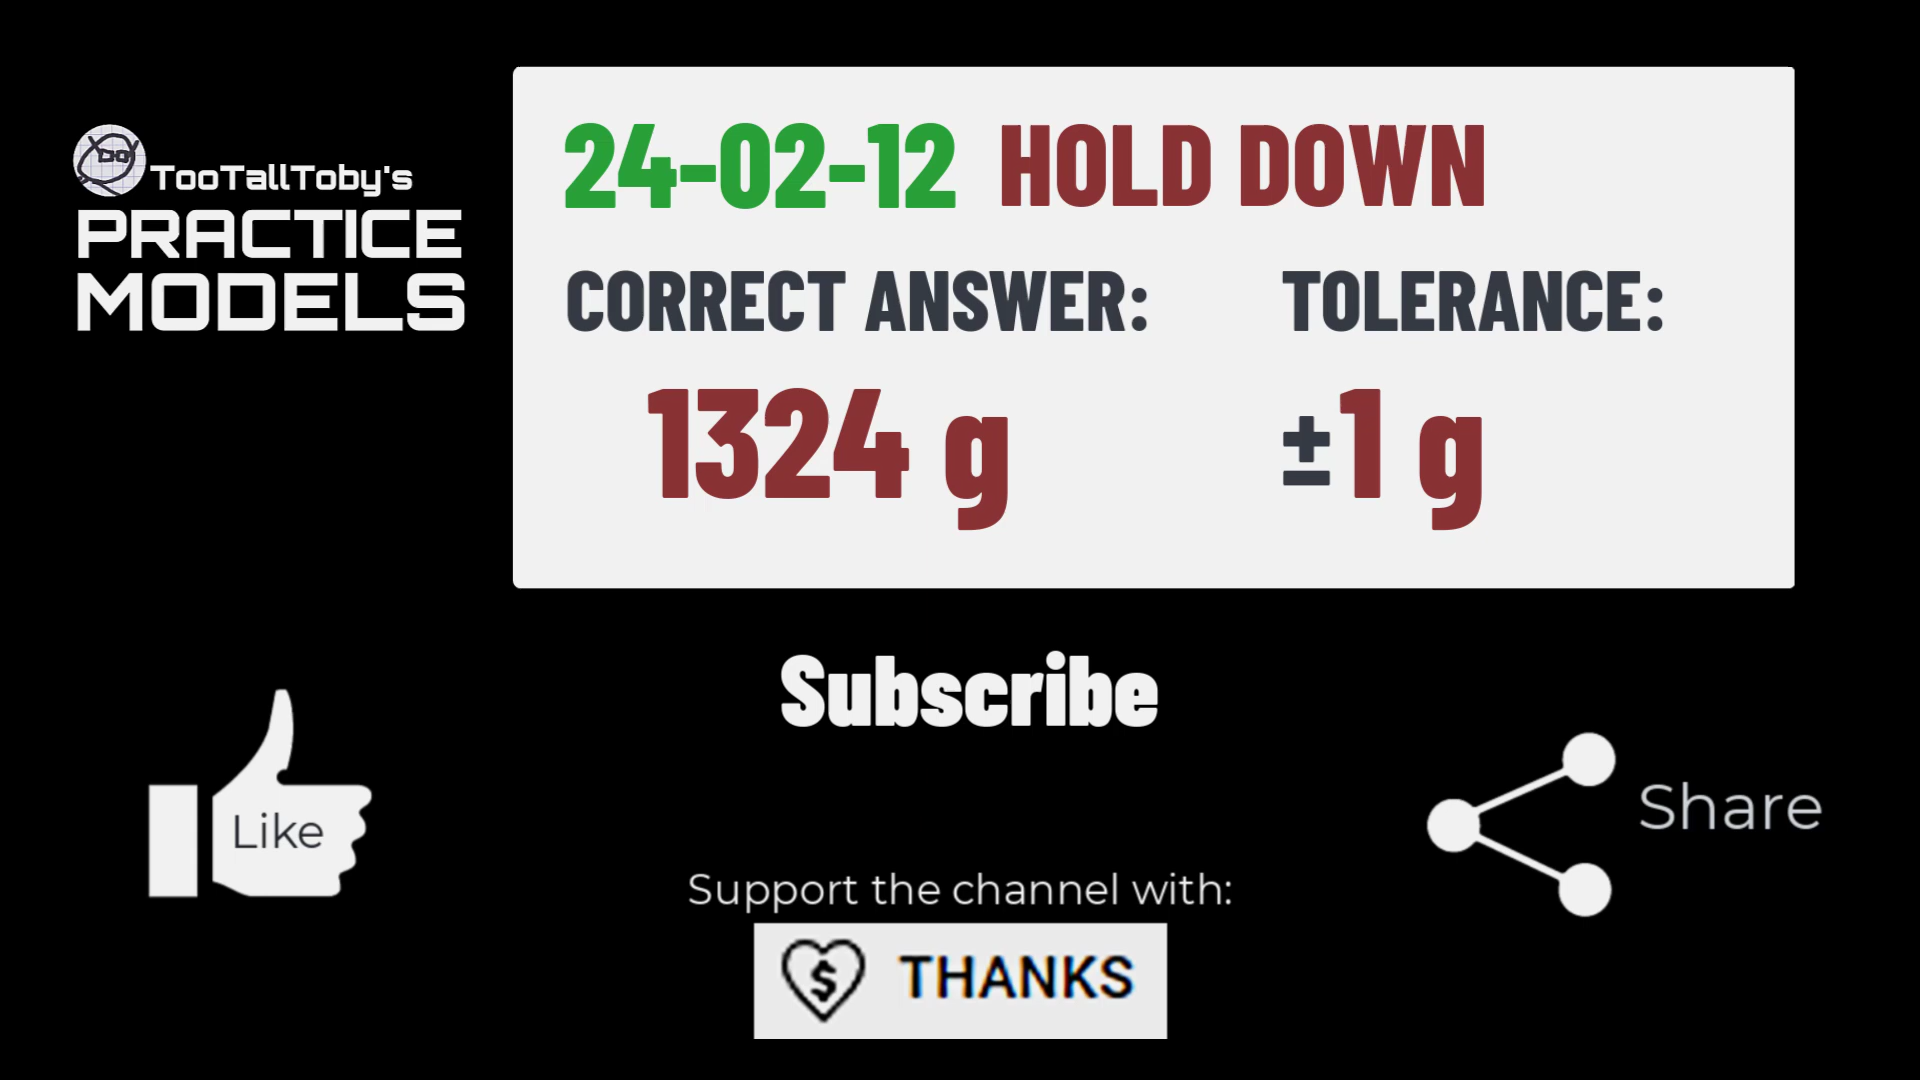 TooTallToby's
PRACTICE
MODELS
24-02-12 HOLD DOWN
CORRECT ANSWER: TOLERANCE:
1324 g ±1 g
Subscribe
Like
Share
Support the channel with:
$ THANKS